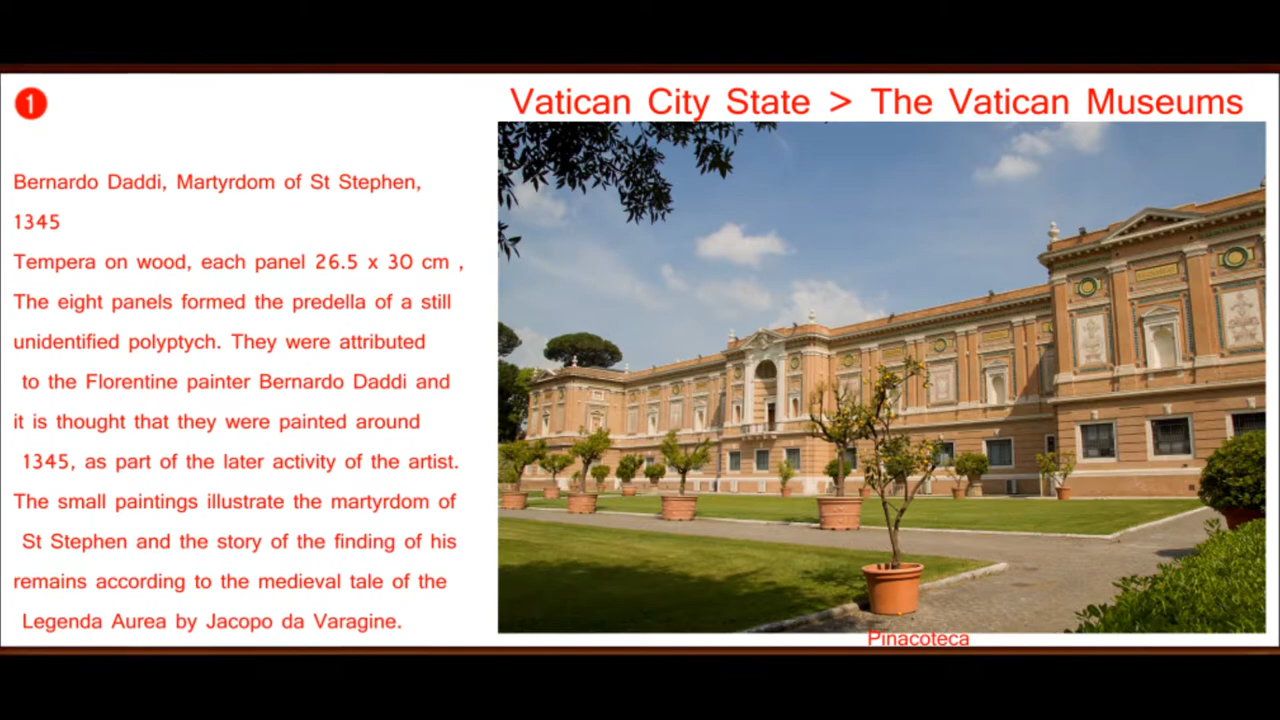 1
Vatican City State > The Vatican Museums
Bernardo Daddi, Martyrdom of St Stephen,
1345
Tempera on wood, each panel 26.5 x 30 cm ,
The eight panels formed the predella of a still
unidentified polyptych. They were attributed
to the Florentine painter Bernardo Daddi and
it is thought that they were painted around
1345, as part of the later activity of the artist.
The small paintings illustrate the martyrdom of
St Stephen and the story of the finding of his
remains according to the medieval tale of the
Legenda Aurea by Jacopo da Varagine.
Pinacoteca